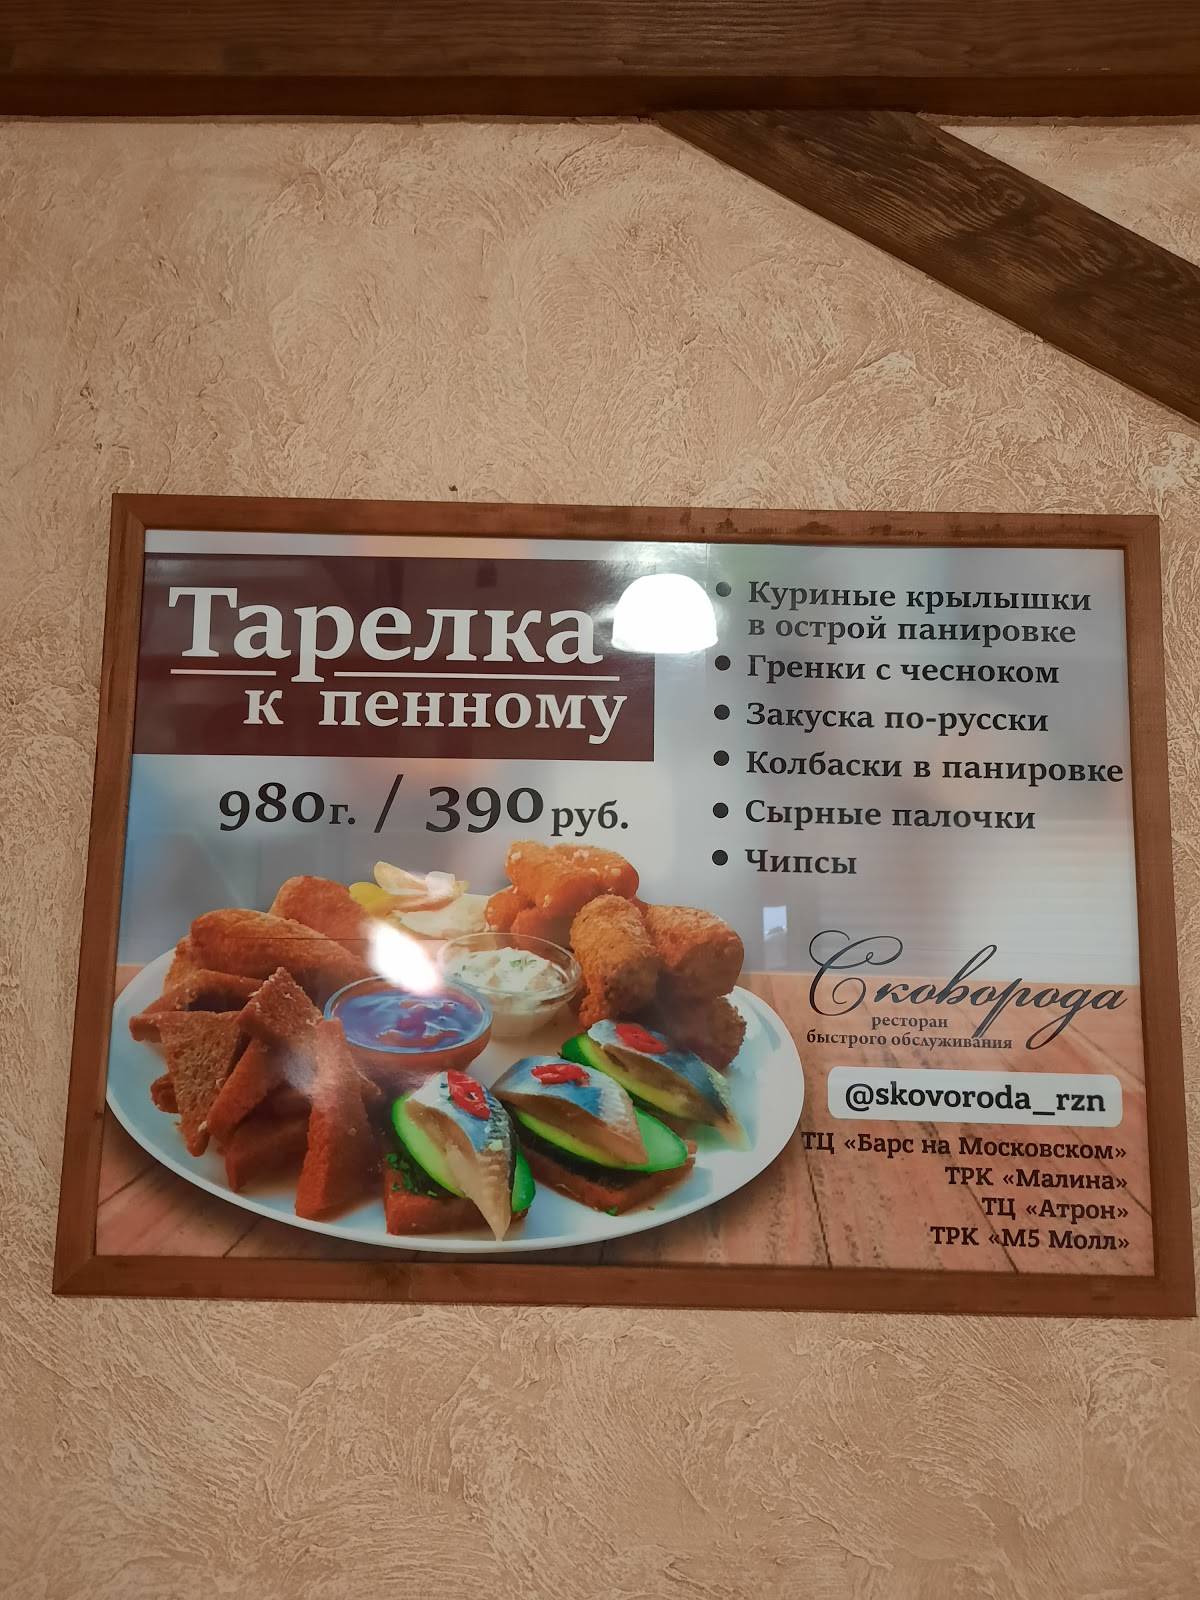 Тарелка
к пенному
980г. / 390 руб.
• Куриные крылышки
в острой панировке
• Гренки с чесноком
• Закуска по-русски
• Колбаски в панировке
• Сырные палочки
• Чипсы
Сковорода
ресторан
быстрого обслуживания
@skovoroda_rzn
ТЦ «Барс на Московском»
ТРК «Малина»
ТЦ «Атрон»
ТРК «М5 Молл»